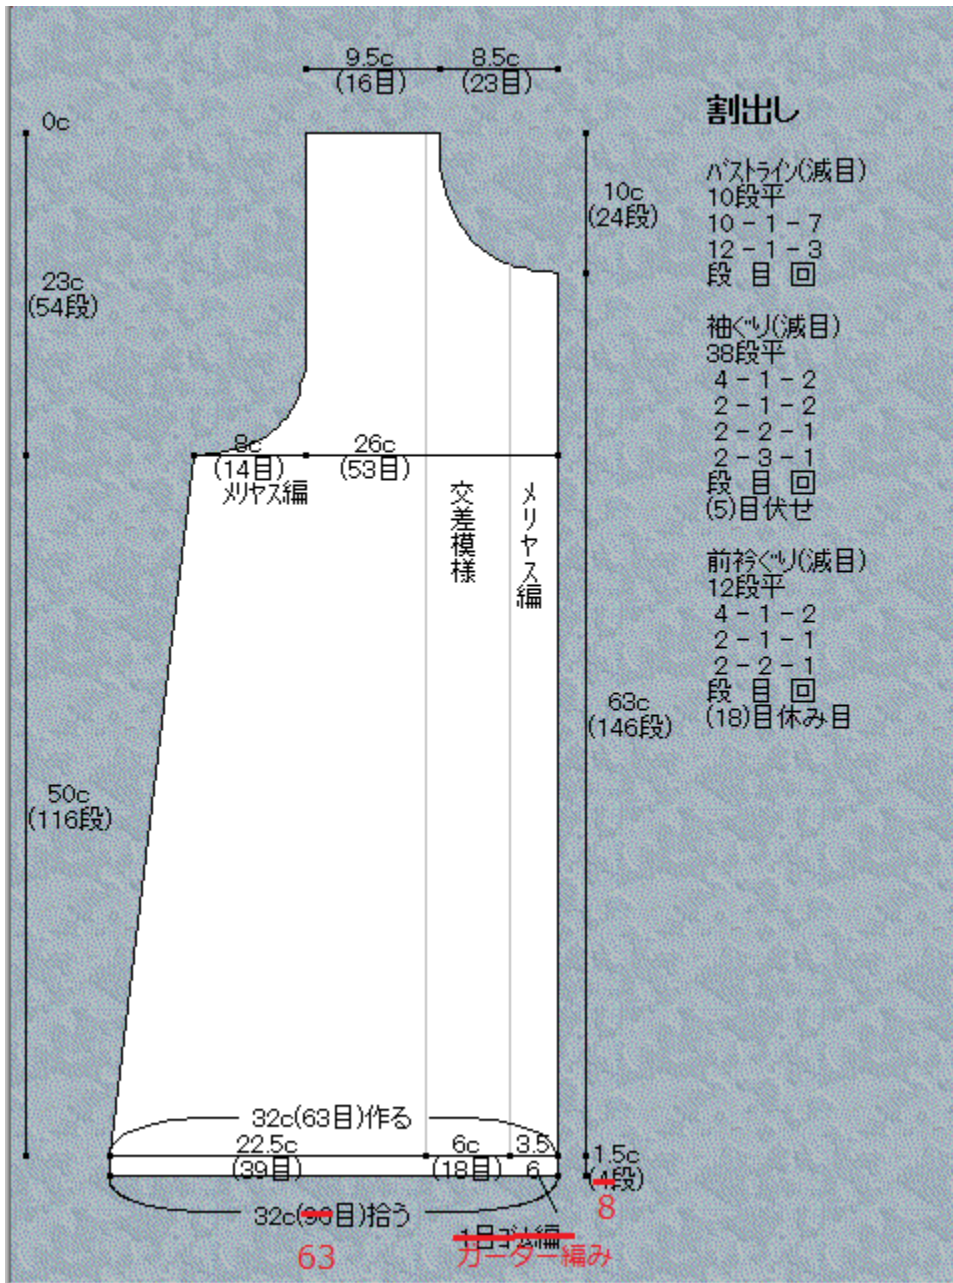 9.5c
(16目)
8.5c
(23目)
0c
23c
(54段)
10c
(24段)
8c
(14目)
メリヤス編
26c
(53目)
交差模様
メリヤス編
50c
(116段)
63c
(146段)
32c(63目)作る
22.5c
(39目)
6c
(18目)
3.5
6
1.5c
(4段)
8
32c(90目)拾う
63
1目ゴム編
ガーター編み
割出し
バストライン(減目)
10段平
10-1-7
12-1-3
段 目 回
袖ぐり(減目)
38段平
4-1-2
2-1-2
2-2-1
2-3-1
段 目 回
(5)目伏せ
前衿ぐり(減目)
12段平
4-1-2
2-1-1
2-2-1
段 目 回
(18)目休み目